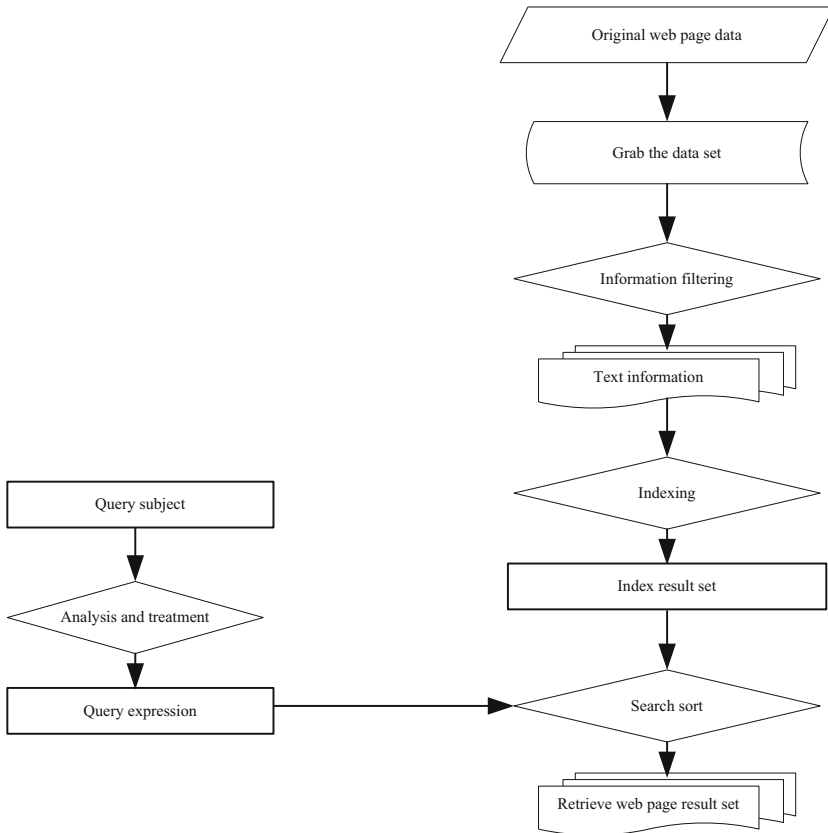 Original web page data
Grab the data set
Information filtering
Text information
Indexing
Query subject
Index result set
Analysis and treatment
Query expression
Search sort
Retrieve web page result set